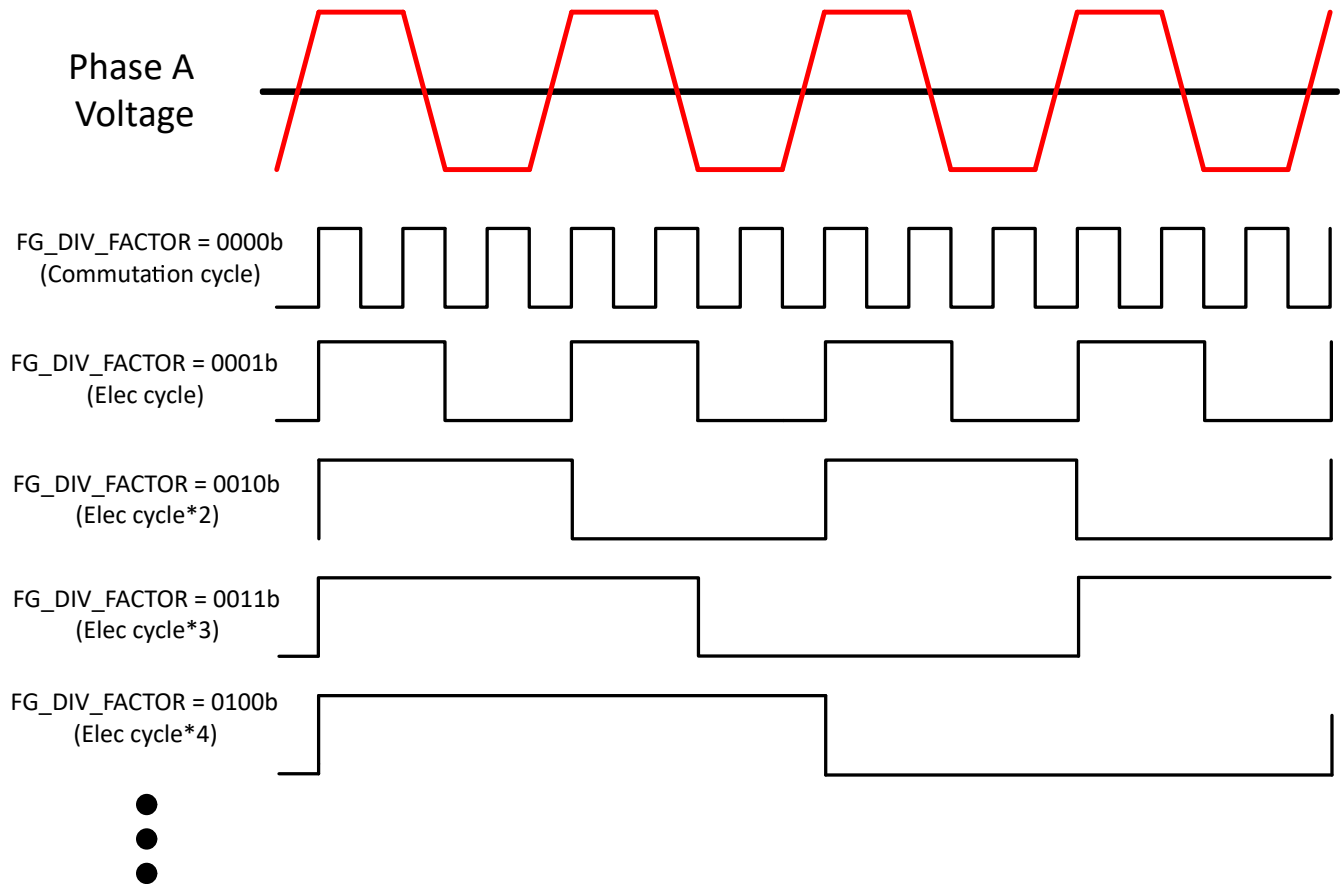 Phase A
Voltage
FG_DIV_FACTOR = 0000b
(Commutation cycle)
FG_DIV_FACTOR = 0001b
(Elec cycle)
FG_DIV_FACTOR = 0010b
(Elec cycle*2)
FG_DIV_FACTOR = 0011b
(Elec cycle*3)
FG_DIV_FACTOR = 0100b
(Elec cycle*4)